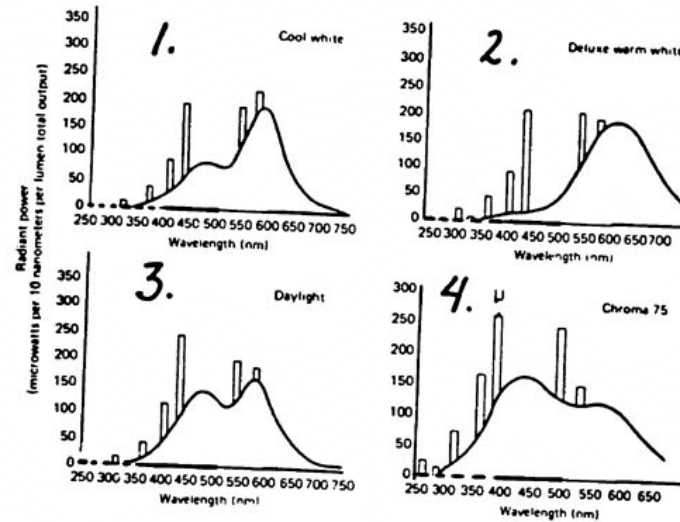 1.
Cool white
350
300
250
200
150
100
50
0
250 300 350 400 450 500 550 600 650 700 750
Wavelength (nm)
2.
Deluxe warm white
350
300
250
200
150
100
50
0
250 300 350 400 450 500 550 600 650 700
Wavelength (nm)
Radiant power
(microwatts per 10 nanometers per lumen total output)
3.
Daylight
350
300
250
200
150
100
50
0
250 300 350 400 450 500 550 600 650 700 750
Wavelength (nm)
4.
Chroma 75
300
250
200
150
100
50
0
250 300 350 400 450 500 550 600 650
Wavelength (nm)